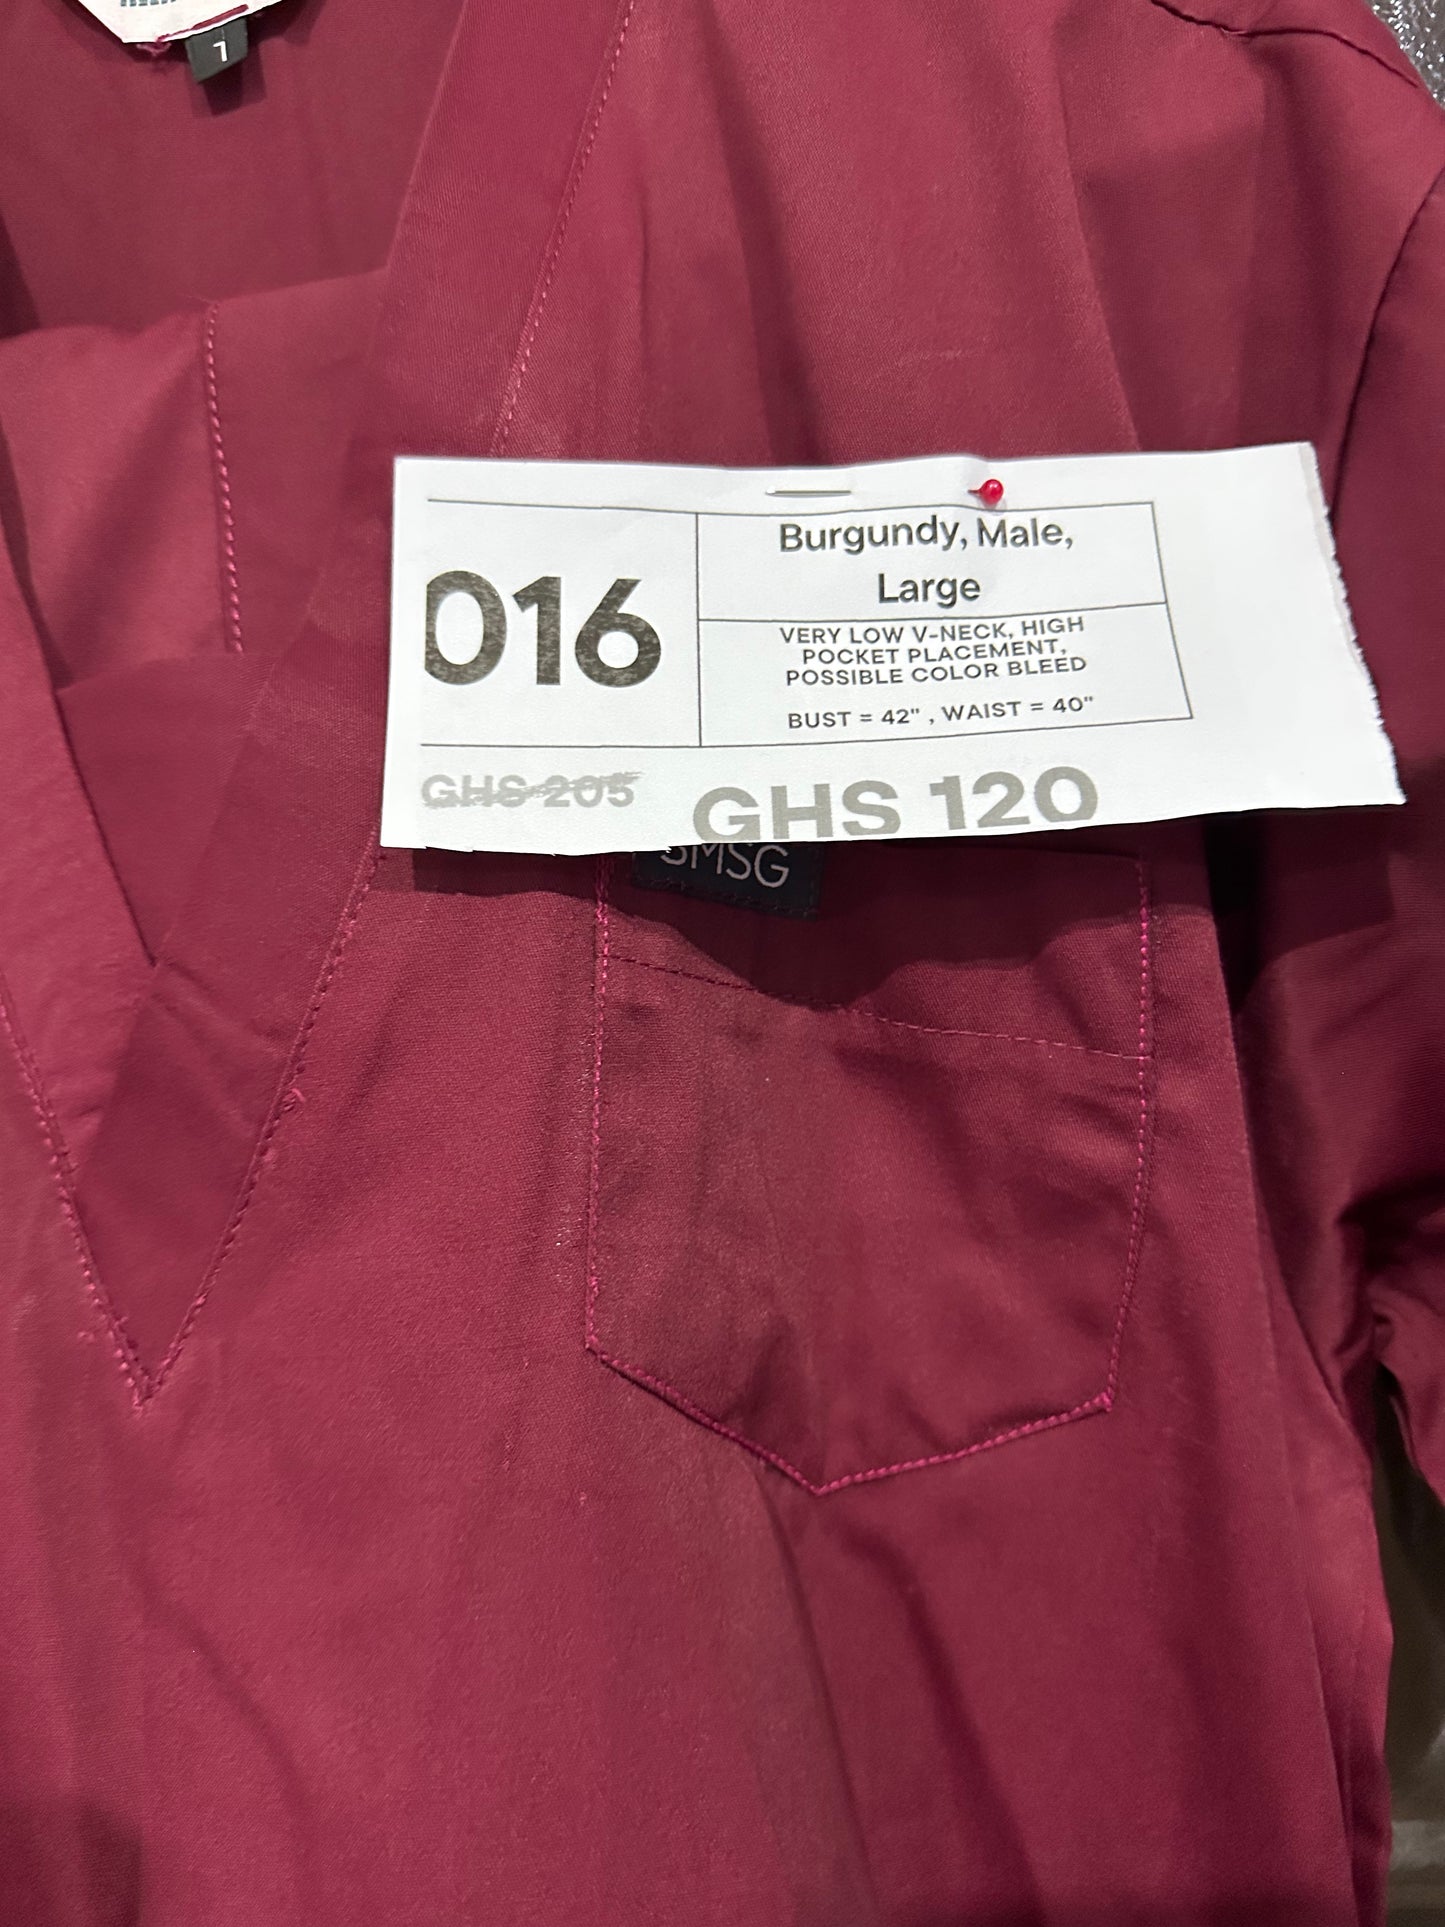 L
016
Burgundy, Male,
Large
VERY LOW V-NECK, HIGH
POCKET PLACEMENT,
POSSIBLE COLOR BLEED
BUST = 42" , WAIST = 40"
GHS 205
GHS 120
SMSG